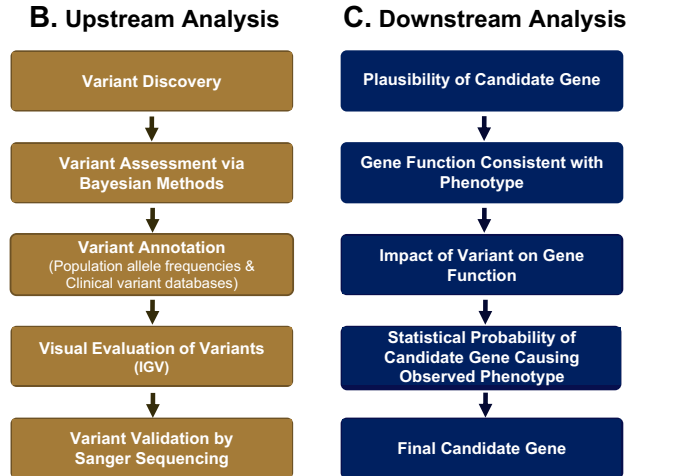 B. Upstream Analysis
Variant Discovery
Variant Assessment via
Bayesian Methods
Variant Annotation
(Population allele frequencies &
Clinical variant databases)
Visual Evaluation of Variants
(IGV)
Variant Validation by
Sanger Sequencing
C. Downstream Analysis
Plausibility of Candidate Gene
Gene Function Consistent with
Phenotype
Impact of Variant on Gene
Function
Statistical Probability of
Candidate Gene Causing
Observed Phenotype
Final Candidate Gene